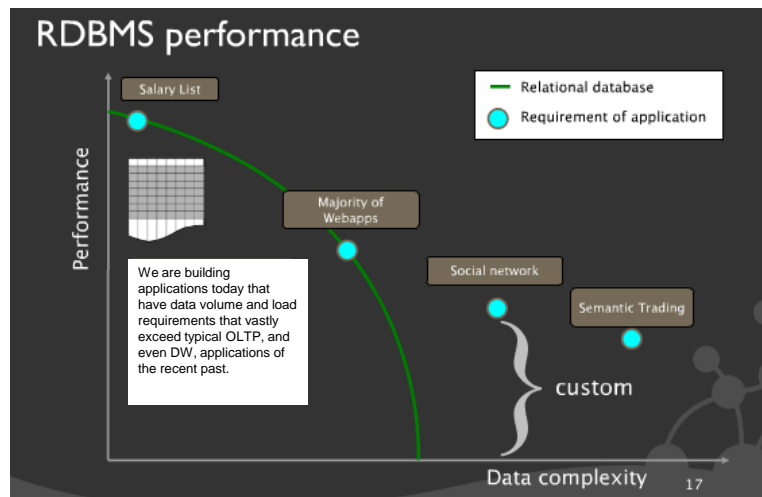 RDBMS performance
Salary List
Relational database
Requirement of application
Performance
Majority of
Webapps
We are building
applications today that
have data volume and load
requirements that vastly
exceed typical OLTP, and
even DW, applications of
the recent past.
Social network
Semantic Trading
custom
Data complexity
17